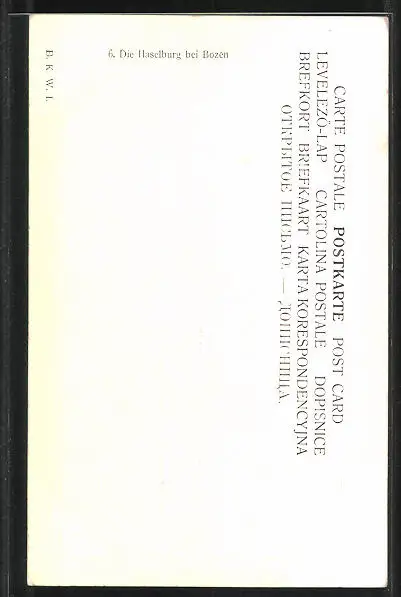 CARTE POSTALE POSTKARTE POST CARD
LEVELEZŐ-LAP CARTOLINA POSTALE DOPISNICE
BREFKORT BRIEFKAART KARTA KORESPONDENCYJNA
ОТКРЫТОЕ ПИСЬМО. — ДОПИСНИЦА.
6. Die Haselburg bei Bozen
B. K. W. I.